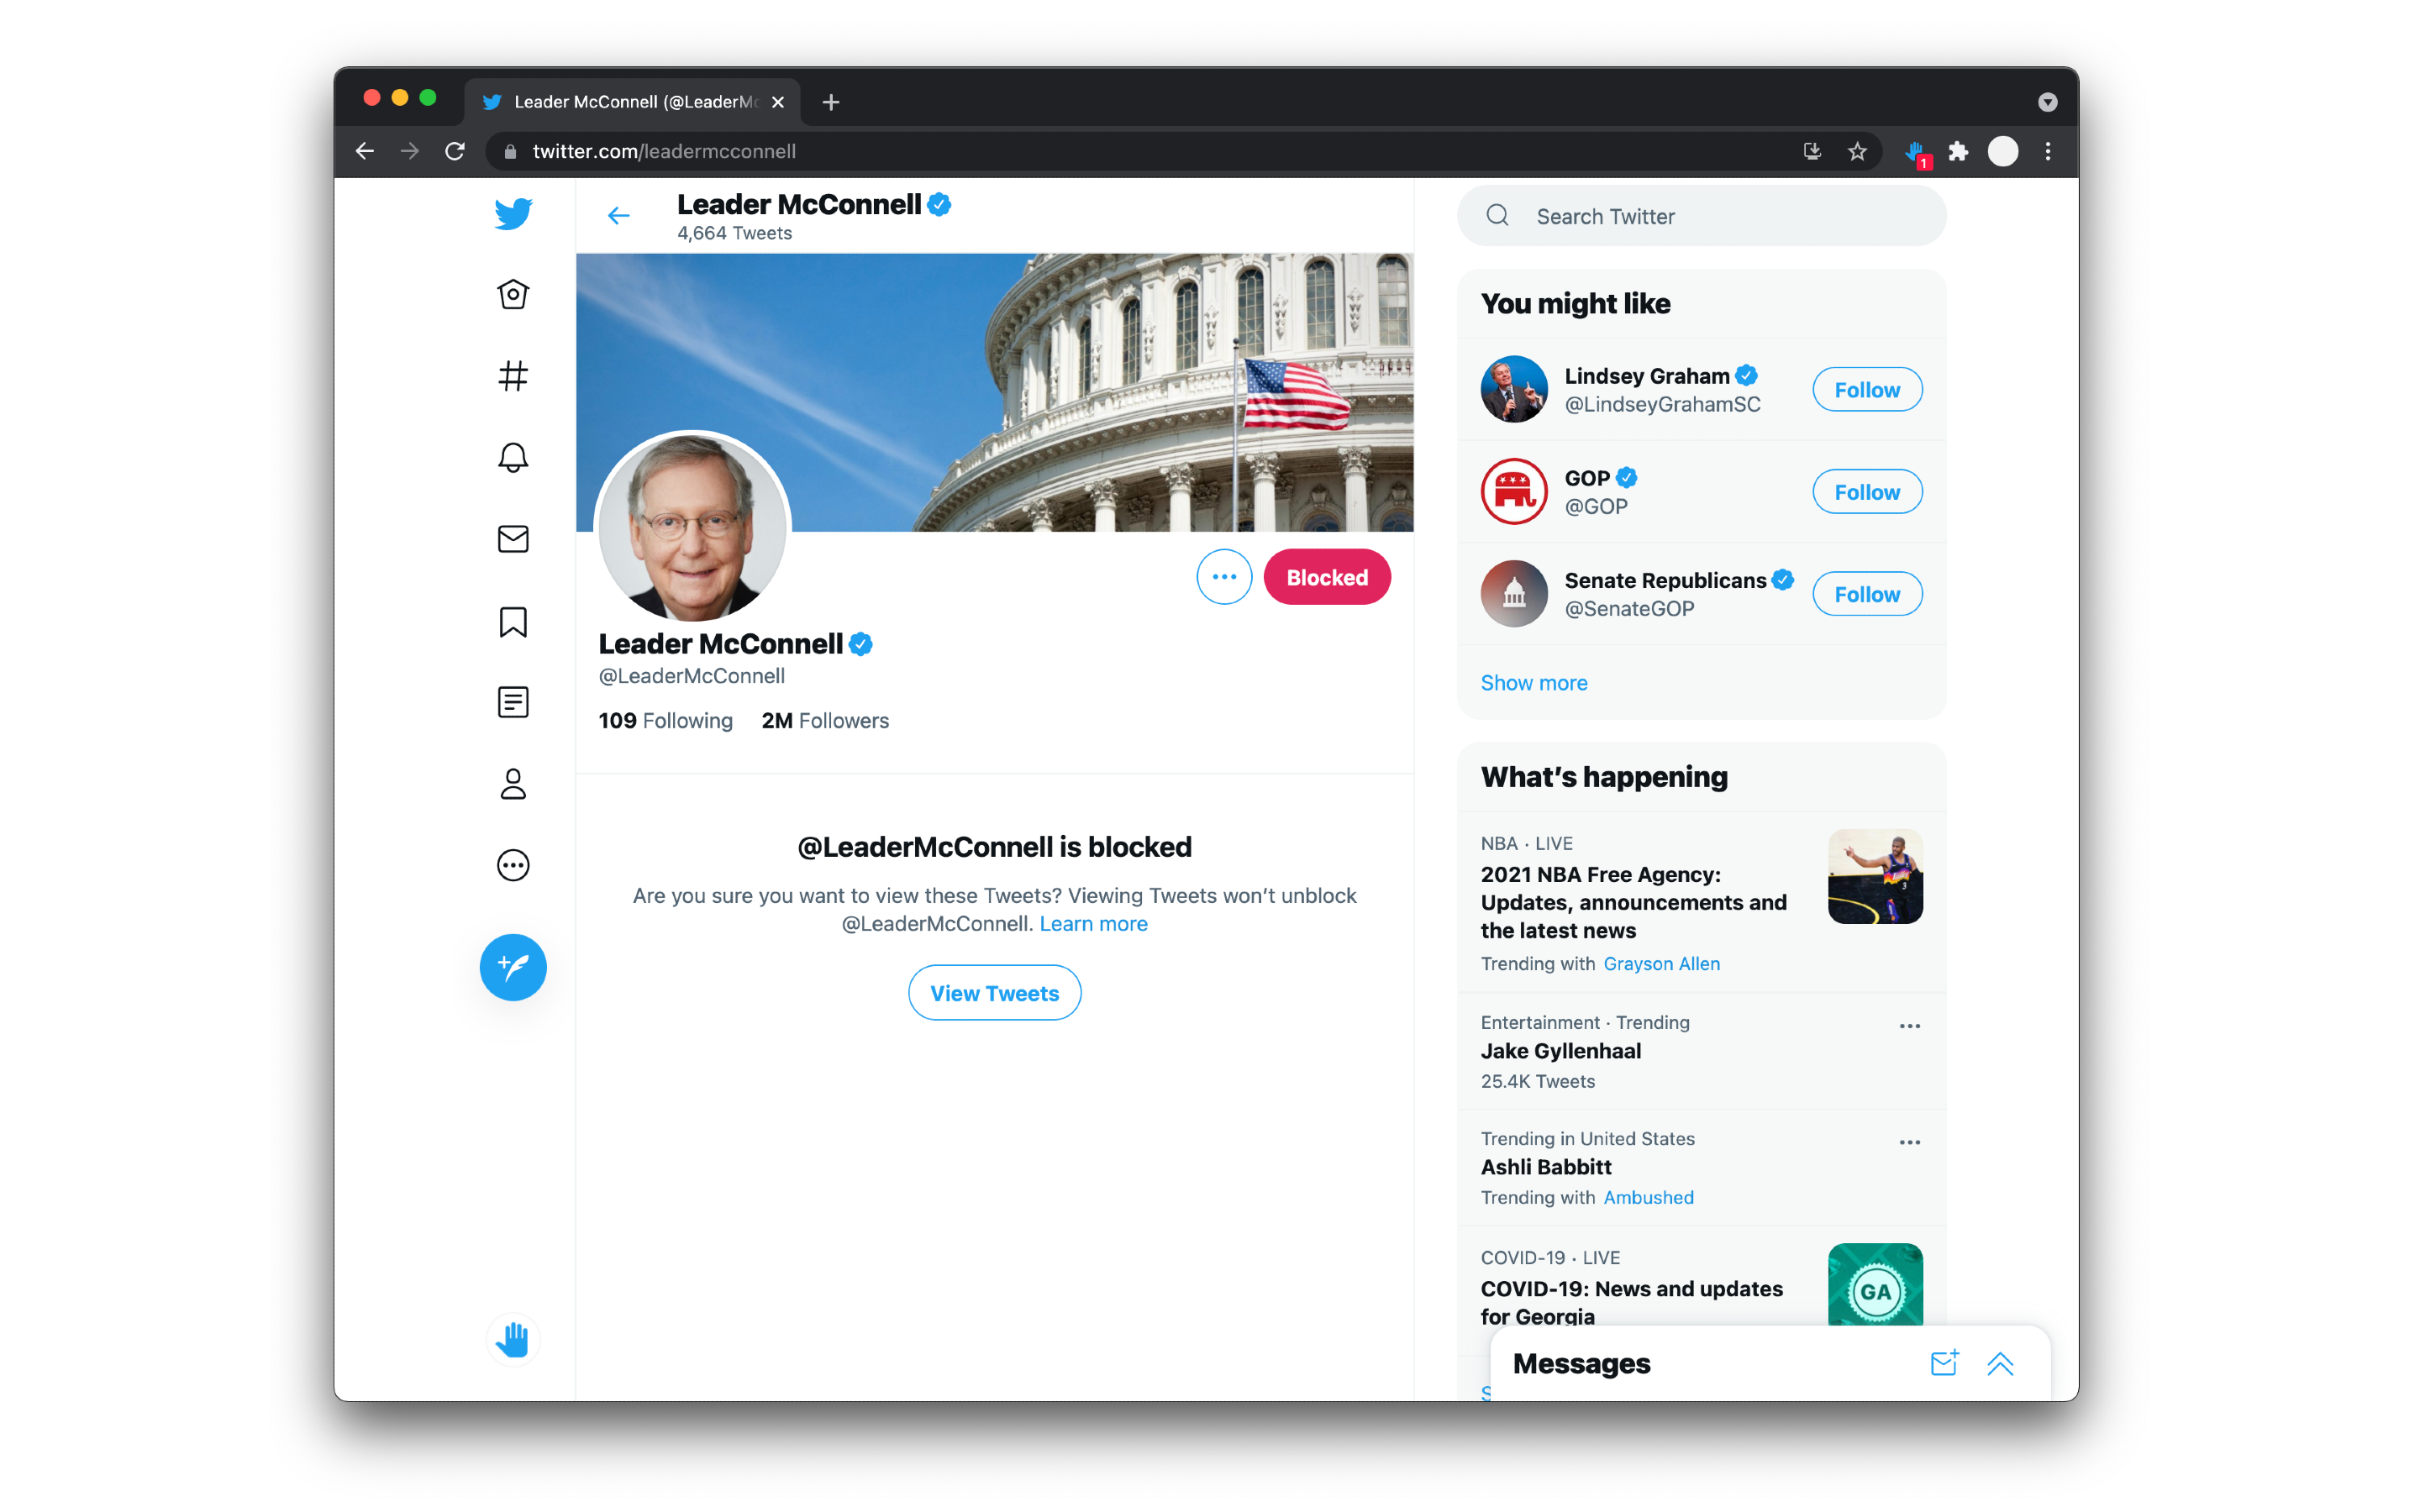 Leader McConnell (@LeaderMc
twitter.com/leadermcconnell
1
Leader McConnell
4,664 Tweets
Blocked
Leader McConnell
@LeaderMcConnell
109 Following 2M Followers
@LeaderMcConnell is blocked
Are you sure you want to view these Tweets? Viewing Tweets won’t unblock
@LeaderMcConnell. Learn more
View Tweets
Search Twitter
You might like
Lindsey Graham
@LindseyGrahamSC
Follow
GOP
@GOP
Follow
Senate Republicans
@SenateGOP
Follow
Show more
What’s happening
NBA · LIVE
2021 NBA Free Agency:
Updates, announcements and
the latest news
Trending with Grayson Allen
3
Entertainment · Trending
Jake Gyllenhaal
25.4K Tweets
Trending in United States
Ashli Babbitt
Trending with Ambushed
COVID-19 · LIVE
COVID-19: News and updates
for Georgia
GA
Messages